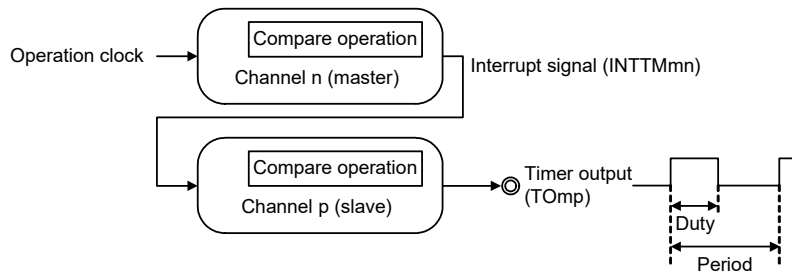 Compare operation
Operation clock
Channel n (master)
Interrupt signal (INTTMmn)
Compare operation
Channel p (slave)
Timer output
(TOmp)
Duty
Period